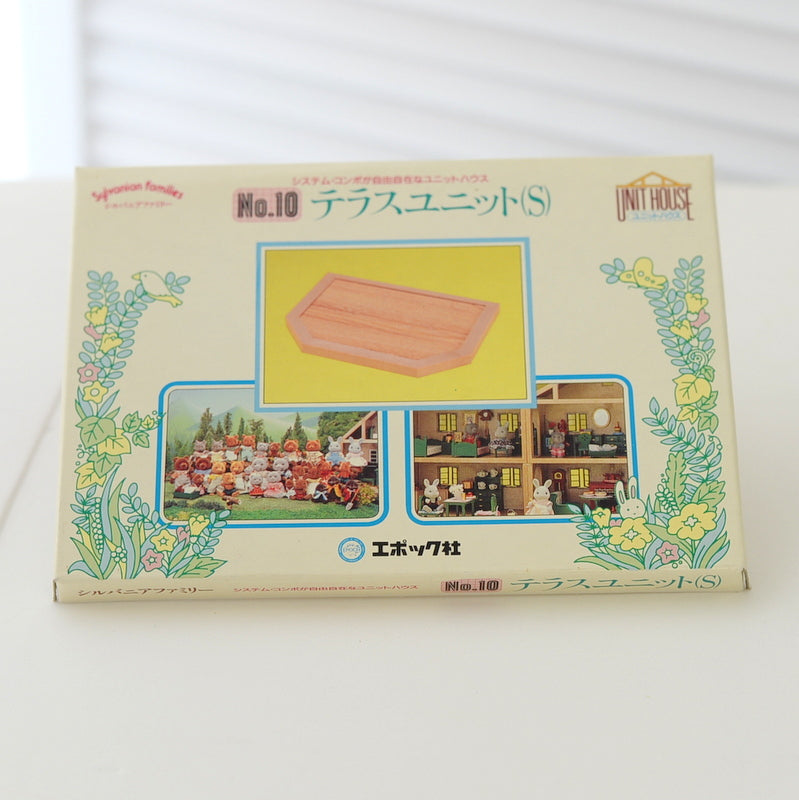 Sylvanian Families
シルバニアファミリー
システム・コンポが自由自在なユニットハウス
No.10 テラスユニット(S)
UNIT HOUSE
ユニットハウス
EPOCH
エポック社
シルバニアファミリー システム・コンポが自由自在なユニットハウス No.10 テラスユニット(S)